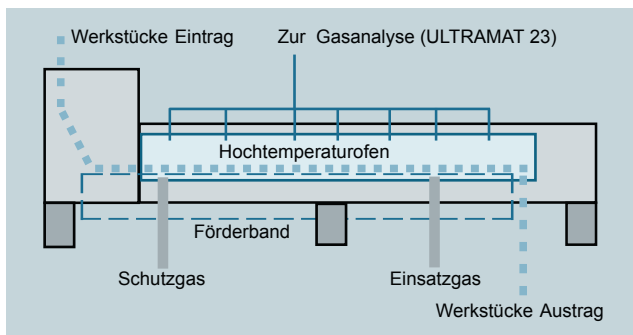 Werkstücke Eintrag
Zur Gasanalyse (ULTRAMAT 23)
Hochtemperaturofen
Förderband
Schutzgas
Einsatzgas
Werkstücke Austrag